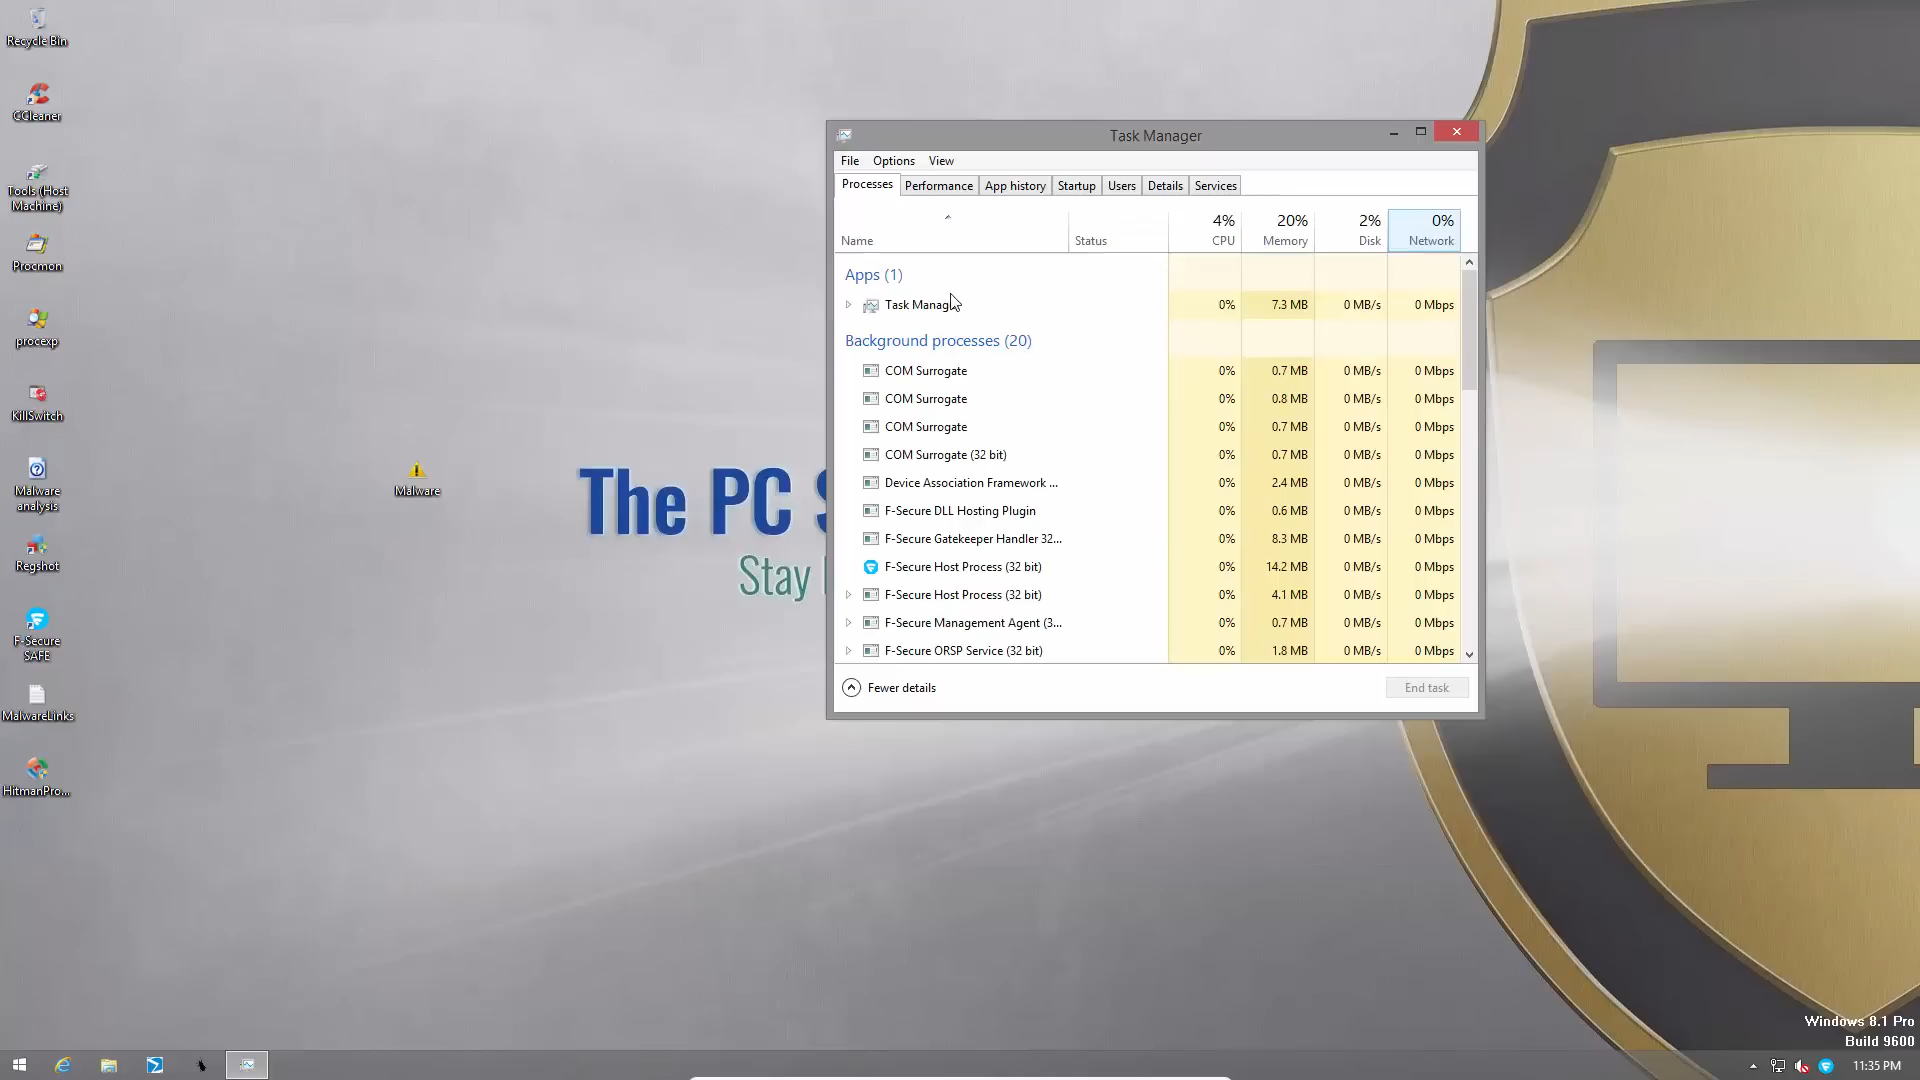 Recycle Bin
CCleaner
Tools (Host
Machine)
Procmon
procexp
KillSwitch
Malware
analysis
Regshot
F-Secure
SAFE
MalwareLinks
HitmanPro...
Malware
The PC
Stay
Task Manager
File Options View
Processes Performance App history Startup Users Details Services
4% 20% 2% 0%
Name Status CPU Memory Disk Network
Apps (1)
Task Manag 0% 7.3 MB 0 MB/s 0 Mbps
Background processes (20)
COM Surrogate 0% 0.7 MB 0 MB/s 0 Mbps
COM Surrogate 0% 0.8 MB 0 MB/s 0 Mbps
COM Surrogate 0% 0.7 MB 0 MB/s 0 Mbps
COM Surrogate (32 bit) 0% 0.7 MB 0 MB/s 0 Mbps
Device Association Framework ... 0% 2.4 MB 0 MB/s 0 Mbps
F-Secure DLL Hosting Plugin 0% 0.6 MB 0 MB/s 0 Mbps
F-Secure Gatekeeper Handler 32... 0% 8.3 MB 0 MB/s 0 Mbps
F-Secure Host Process (32 bit) 0% 14.2 MB 0 MB/s 0 Mbps
F-Secure Host Process (32 bit) 0% 4.1 MB 0 MB/s 0 Mbps
F-Secure Management Agent (3... 0% 0.7 MB 0 MB/s 0 Mbps
F-Secure ORSP Service (32 bit) 0% 1.8 MB 0 MB/s 0 Mbps
Fewer details End task
Windows 8.1 Pro
Build 9600
11:35 PM